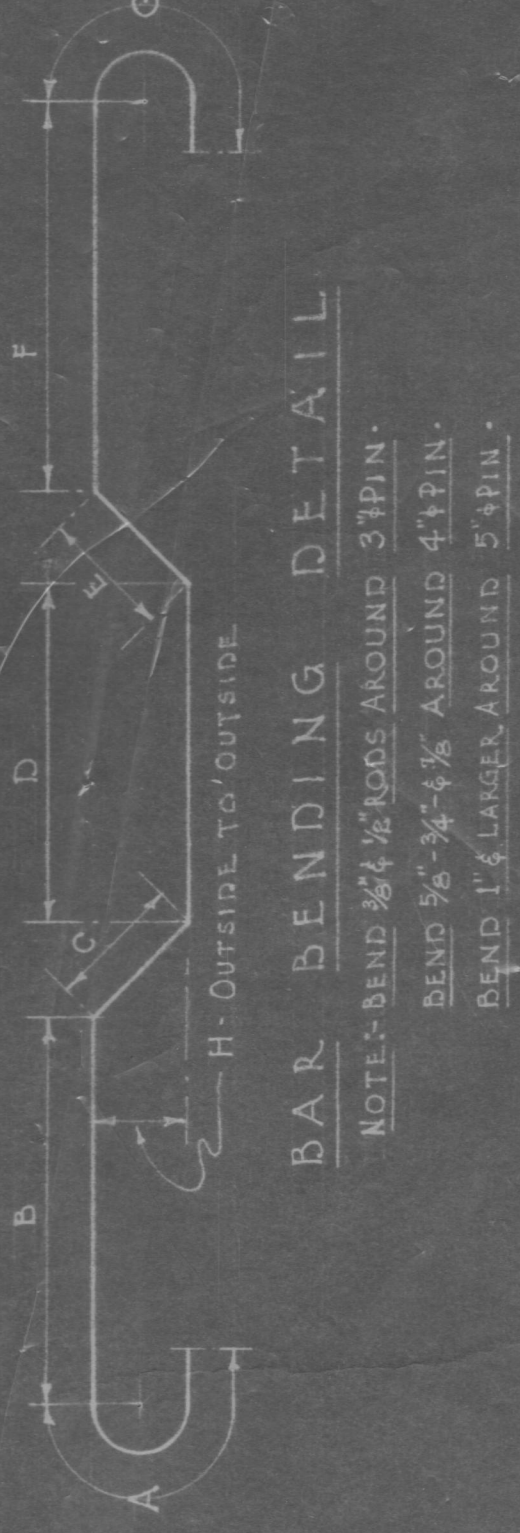 A
B
C
D
E
F
G
H - OUTSIDE TO OUTSIDE
BAR BENDING DETAIL
NOTE:- BEND 3/8" & 1/2" RODS AROUND 3"ϕ PIN.
BEND 5/8" - 3/4" - & 7/8" AROUND 4"ϕ PIN.
BEND 1" & LARGER AROUND 5"ϕ PIN.